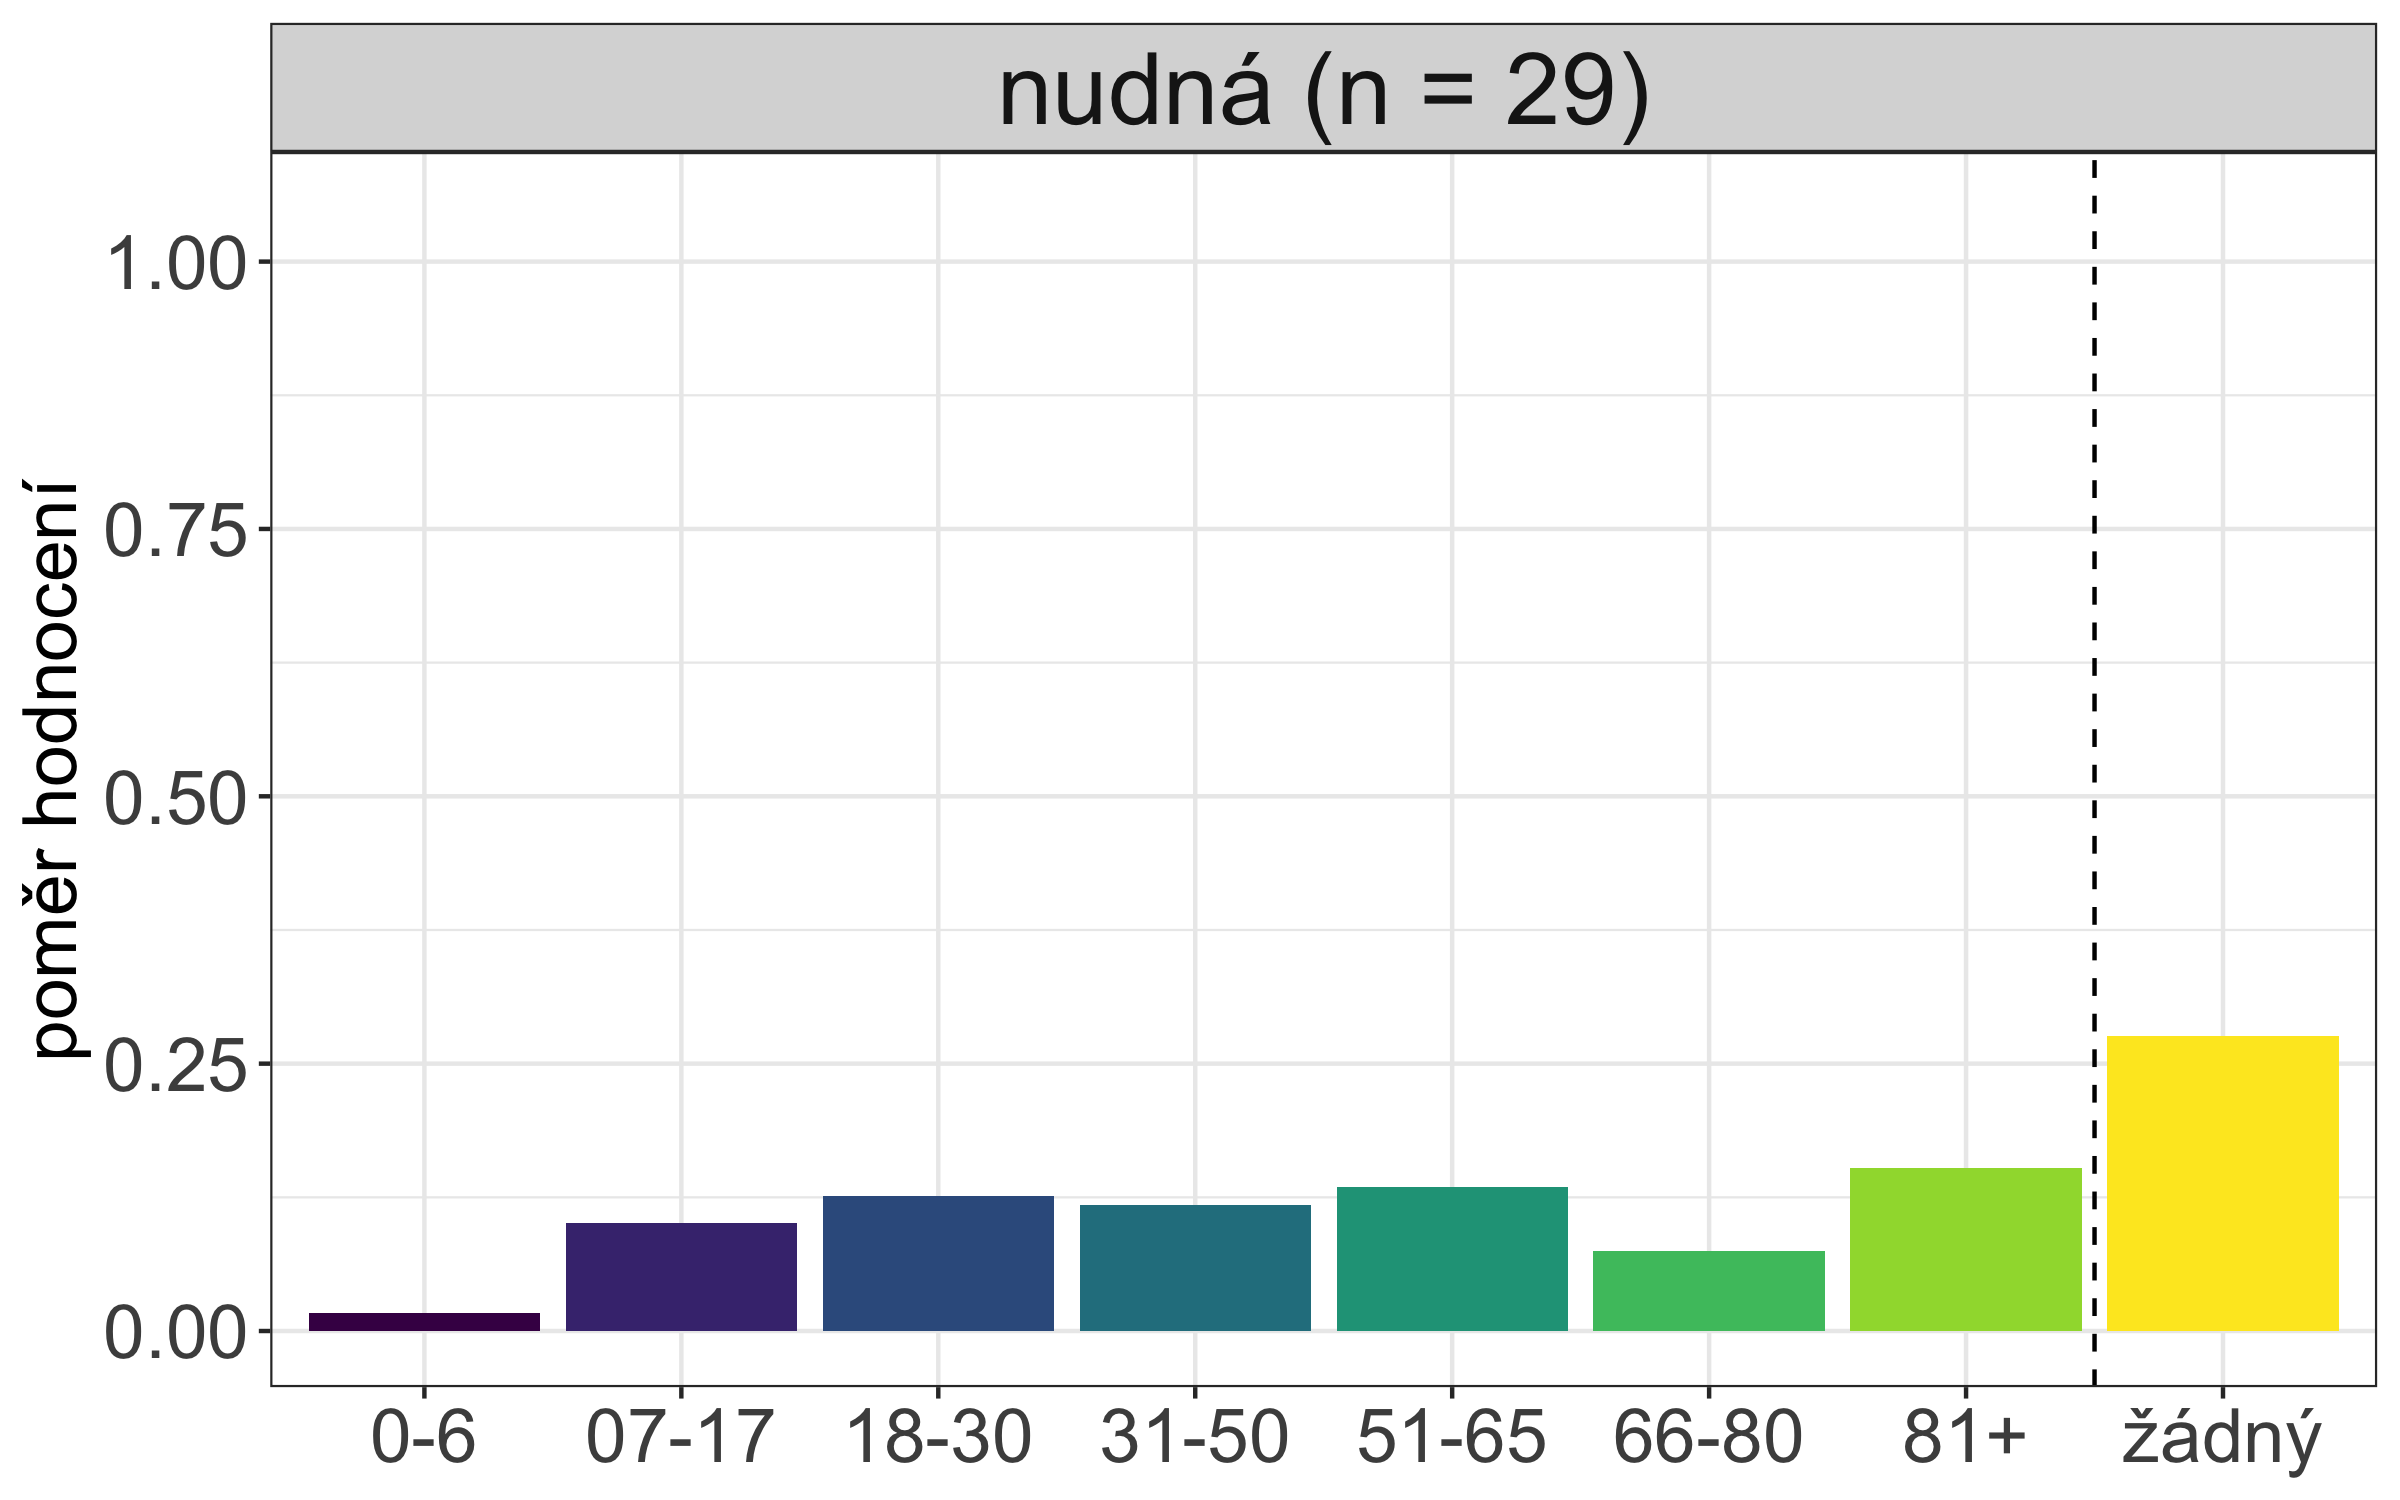 nudná (n = 29)
poměr hodnocení
1.00
0.75
0.50
0.25
0.00
0-6 07-17 18-30 31-50 51-65 66-80 81+ žádný